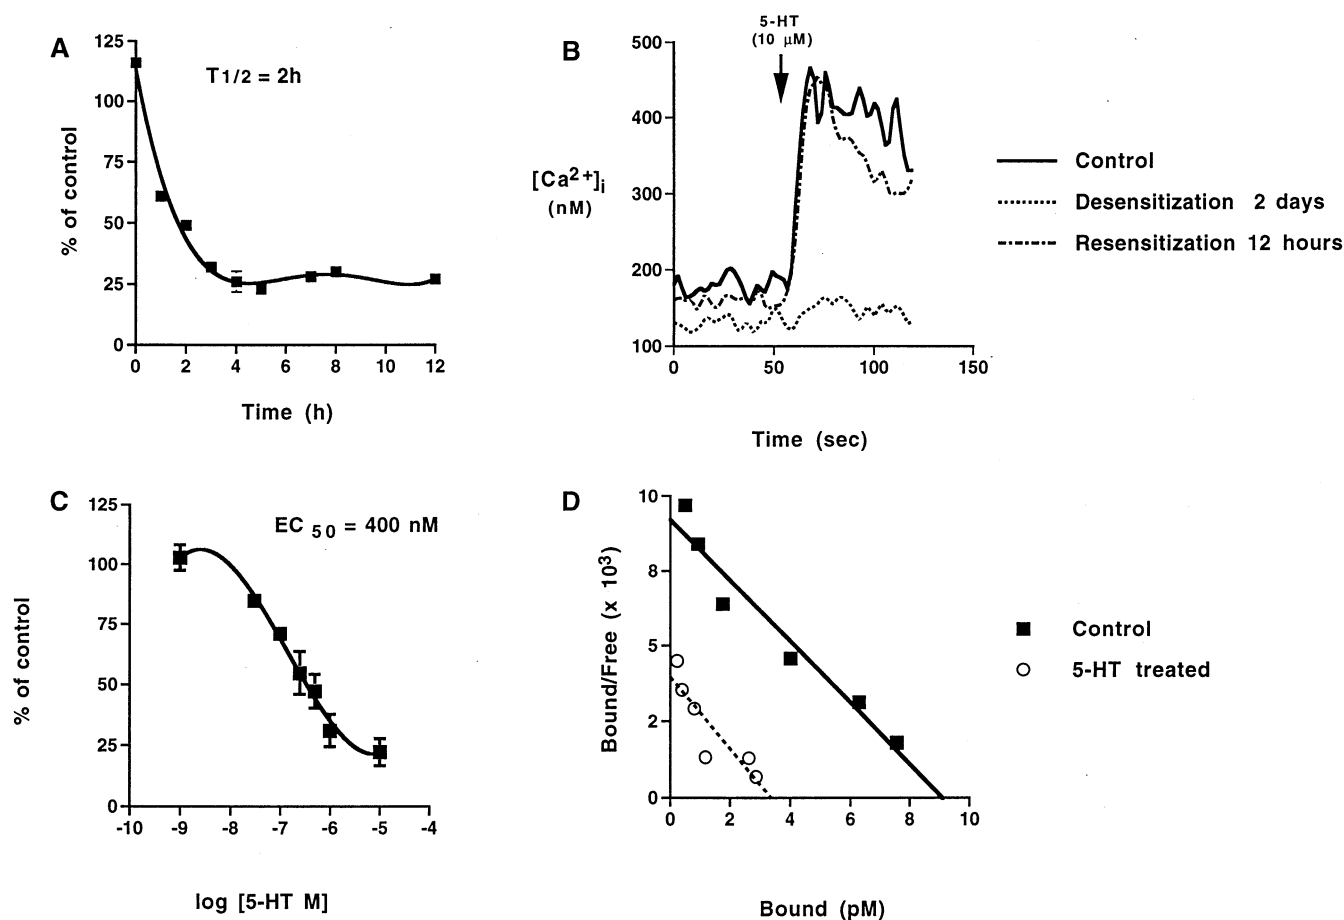 A
125
100
75
50
25
0
% of control
T1/2 = 2h
0 2 4 6 8 10 12
Time (h)
B
5-HT
(10 µM)
500
400
300
200
100
[Ca2+]i
(nM)
0 50 100 150
Time (sec)
Control
Desensitization 2 days
Resensitization 12 hours
C
125
100
75
50
25
0
% of control
EC 50 = 400 nM
-10 -9 -8 -7 -6 -5 -4
log [5-HT M]
D
10
8
5
2
0
Bound/Free (x 103)
0 2 4 6 8 10
Bound (pM)
Control
5-HT treated